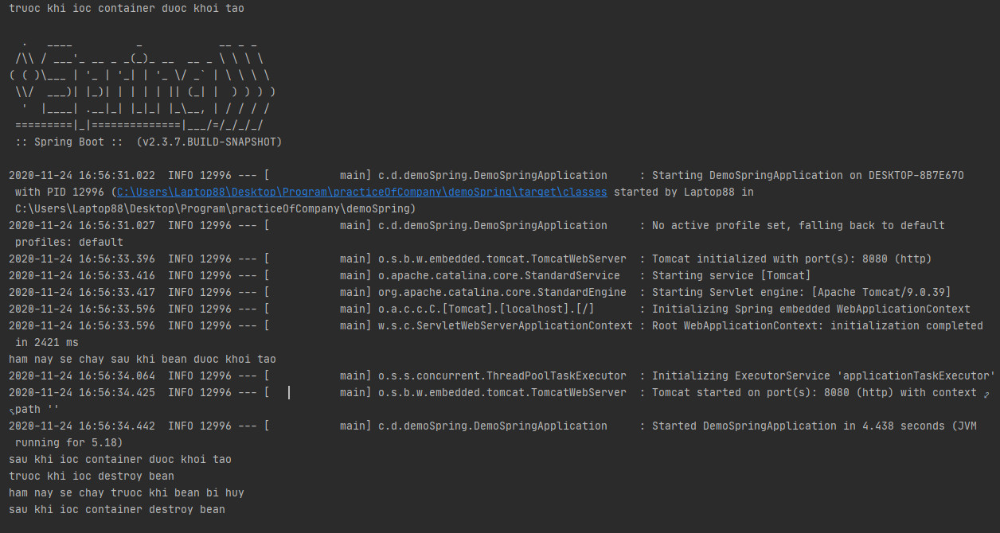 truoc khi ioc container duoc khoi tao
  .   ____          _            __ _ _
 /\\ / ___'_ __ _ _(_)_ __  __ _ \ \ \ \
( ( )\___ | '_ | '_| | '_ \/ _` | \ \ \ \
 \\/  ___)| |_)| | | | | || (_| |  ) ) ) )
  '  |____| .__|_| |_|_| |_\__, | / / / /
 =========|_|==============|___/=/_/_/_/
 :: Spring Boot ::  (v2.3.7.BUILD-SNAPSHOT)
2020-11-24 16:56:31.022  INFO 12996 --- [           main] c.d.demoSpring.DemoSpringApplication     : Starting DemoSpringApplication on DESKTOP-8B7E67O
 with PID 12996 (C:\Users\Laptop88\Desktop\Program\practiceOfCompany\demoSpring\target\classes started by Laptop88 in
 C:\Users\Laptop88\Desktop\Program\practiceOfCompany\demoSpring)
2020-11-24 16:56:31.027  INFO 12996 --- [           main] c.d.demoSpring.DemoSpringApplication     : No active profile set, falling back to default
 profiles: default
2020-11-24 16:56:33.396  INFO 12996 --- [           main] o.s.b.w.embedded.tomcat.TomcatWebServer  : Tomcat initialized with port(s): 8080 (http)
2020-11-24 16:56:33.416  INFO 12996 --- [           main] o.apache.catalina.core.StandardService   : Starting service [Tomcat]
2020-11-24 16:56:33.417  INFO 12996 --- [           main] org.apache.catalina.core.StandardEngine  : Starting Servlet engine: [Apache Tomcat/9.0.39]
2020-11-24 16:56:33.596  INFO 12996 --- [           main] o.a.c.c.C.[Tomcat].[localhost].[/]       : Initializing Spring embedded WebApplicationContext
2020-11-24 16:56:33.596  INFO 12996 --- [           main] w.s.c.ServletWebServerApplicationContext : Root WebApplicationContext: initialization completed
 in 2421 ms
ham nay se chay sau khi bean duoc khoi tao
2020-11-24 16:56:34.064  INFO 12996 --- [           main] o.s.s.concurrent.ThreadPoolTaskExecutor  : Initializing ExecutorService 'applicationTaskExecutor'
2020-11-24 16:56:34.425  INFO 12996 --- [           main] o.s.b.w.embedded.tomcat.TomcatWebServer  : Tomcat started on port(s): 8080 (http) with context
path ''
2020-11-24 16:56:34.442  INFO 12996 --- [           main] c.d.demoSpring.DemoSpringApplication     : Started DemoSpringApplication in 4.438 seconds (JVM
 running for 5.18)
sau khi ioc container duoc khoi tao
truoc khi ioc destroy bean
ham nay se chay truoc khi bean bi huy
sau khi ioc container destroy bean